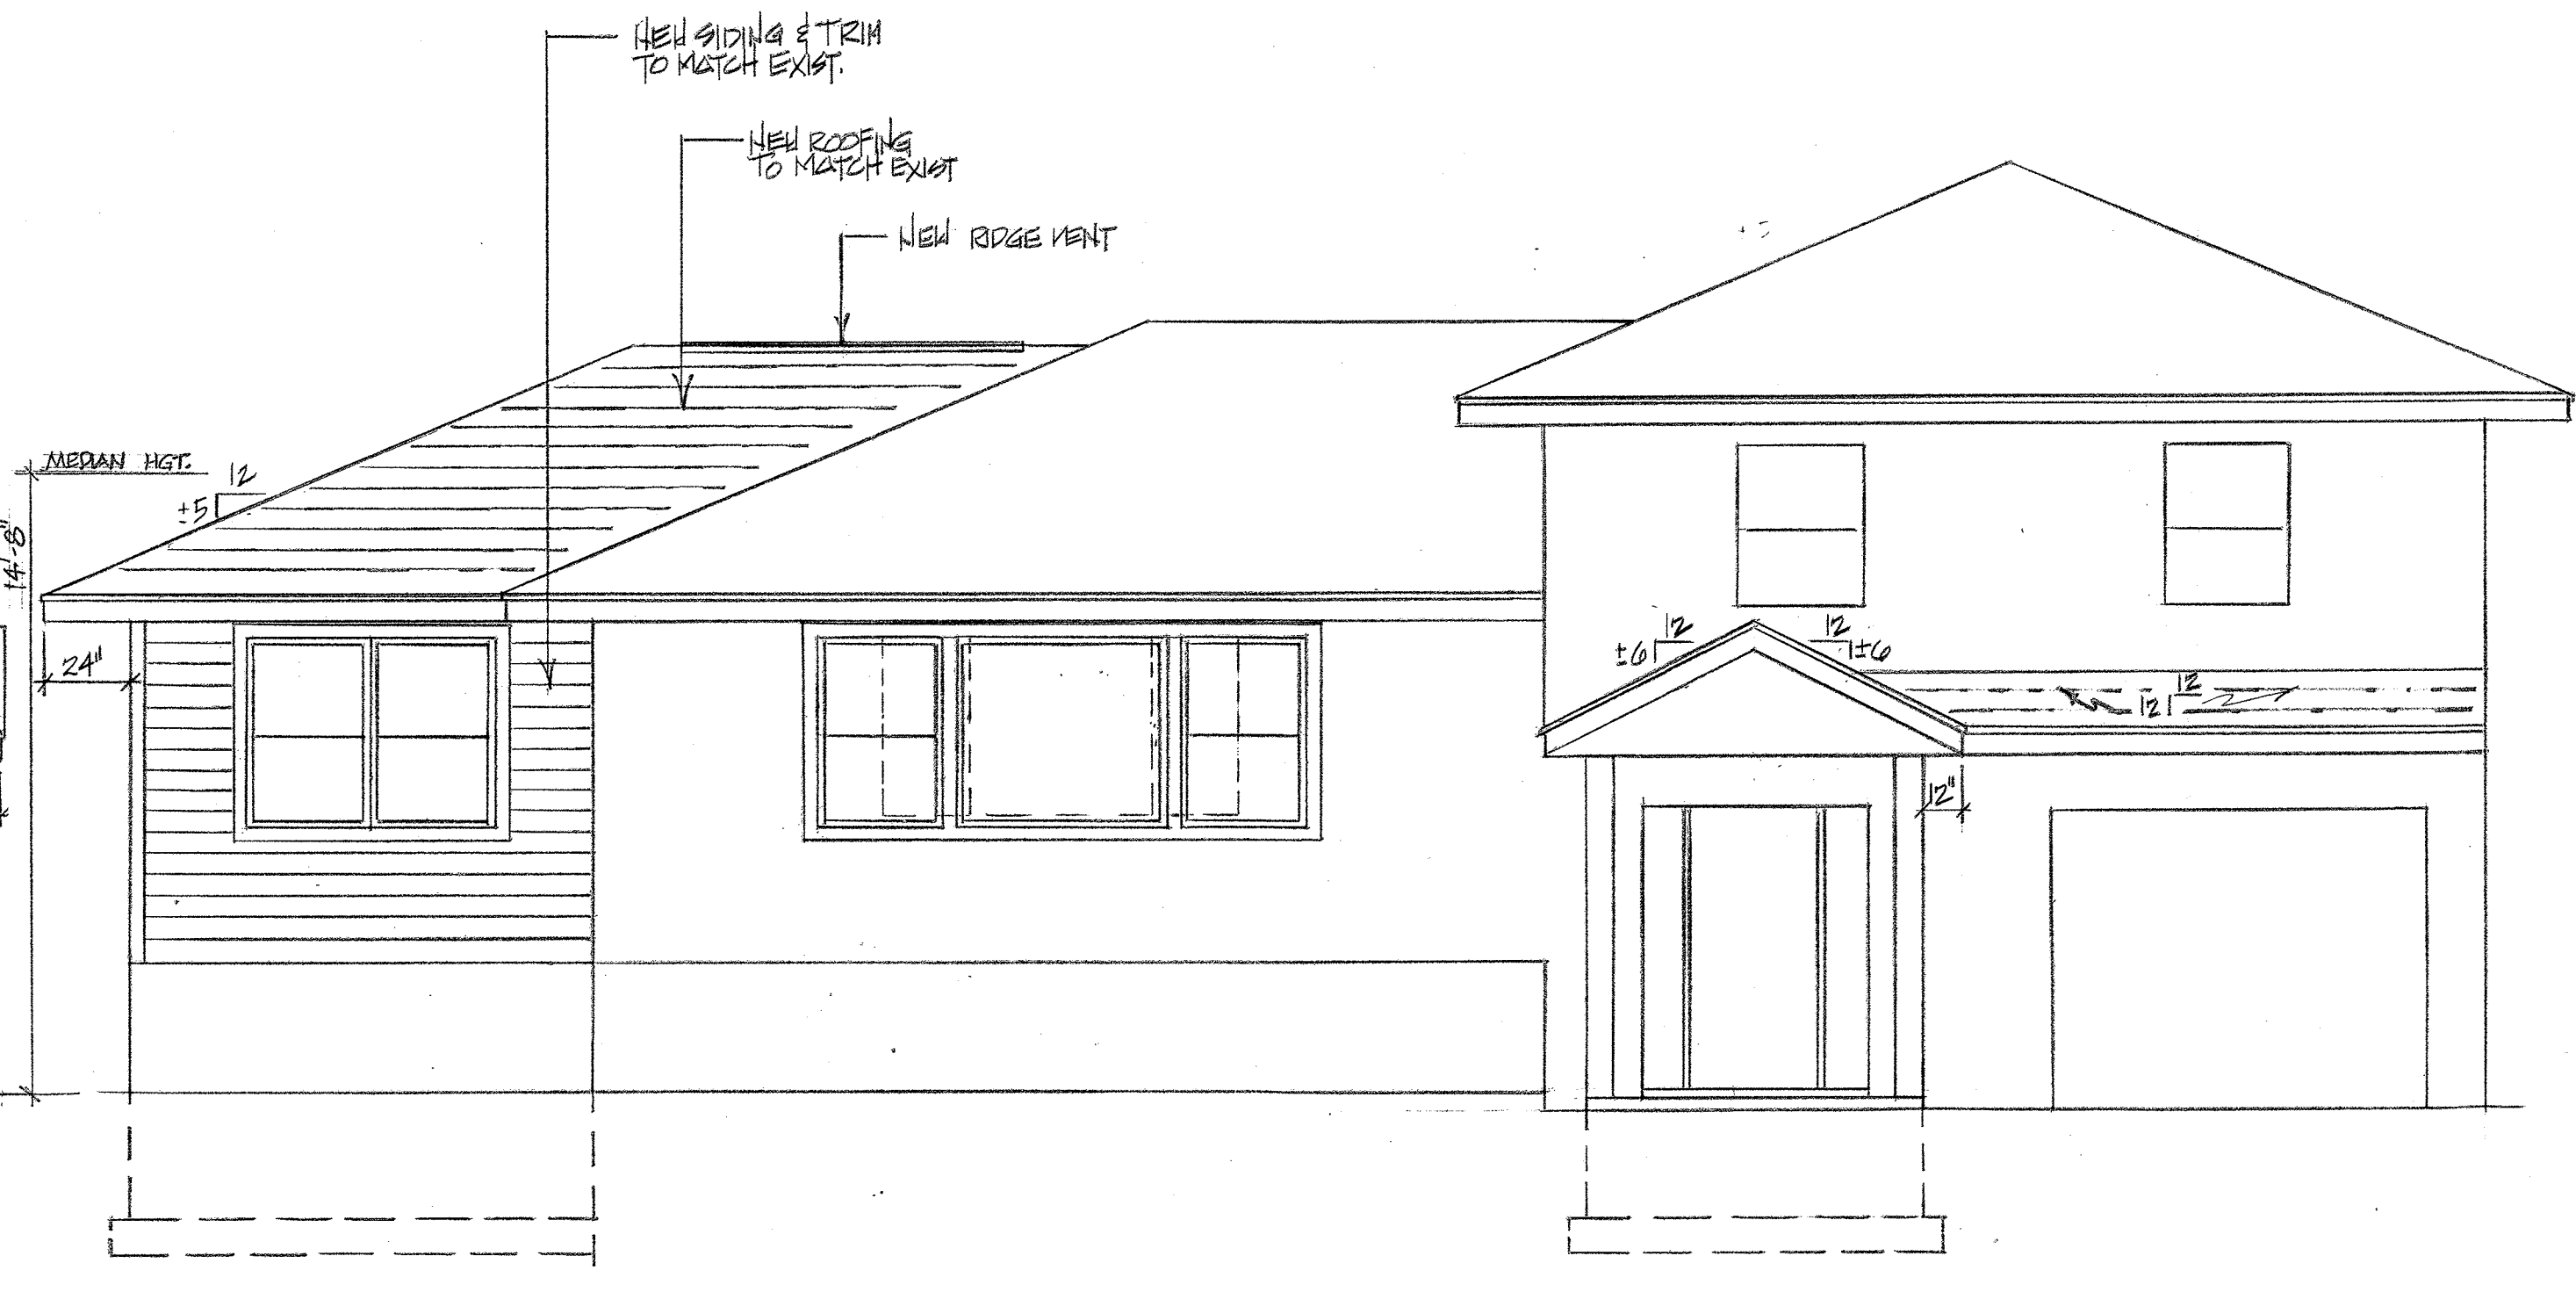 NEW SIDING & TRIM
TO MATCH EXIST.
NEW ROOFING
TO MATCH EXIST
NEW RIDGE VENT
MEDIAN HGT.
12
±5
14'-8"
24"
12
±6
12
±6
12
12
12"